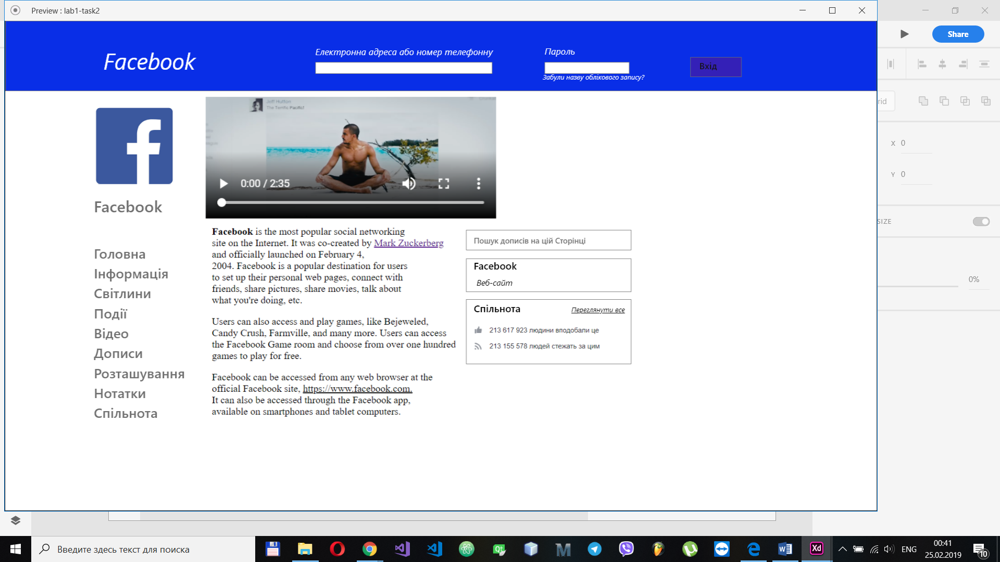 Preview : lab1-task2
Share
Facebook
Електронна адреса або номер телефонну
Пароль
Забули назву облікового запису?
Вхід
Jeff Hutton
The Terrific Pacific!
0:00 / 2:35
Facebook
Головна
Інформація
Світлини
Події
Відео
Дописи
Розташування
Нотатки
Спільнота
Facebook is the most popular social networking
site on the Internet. It was co-created by Mark Zuckerberg
and officially launched on February 4,
2004. Facebook is a popular destination for users
to set up their personal web pages, connect with
friends, share pictures, share movies, talk about
what you're doing, etc.
Users can also access and play games, like Bejeweled,
Candy Crush, Farmville, and many more. Users can access
the Facebook Game room and choose from over one hundred
games to play for free.
Facebook can be accessed from any web browser at the
official Facebook site, https://www.facebook.com.
It can also be accessed through the Facebook app,
available on smartphones and tablet computers.
Пошук дописів на цій Сторінці
Facebook
Веб-сайт
Спільнота
Переглянути все
213 617 923 людини вподобали це
213 155 578 людей стежать за цим
rid
X 0
Y 0
SIZE
0%
Введите здесь текст для поиска
Qt
Xd
ENG
00:41
25.02.2019
10